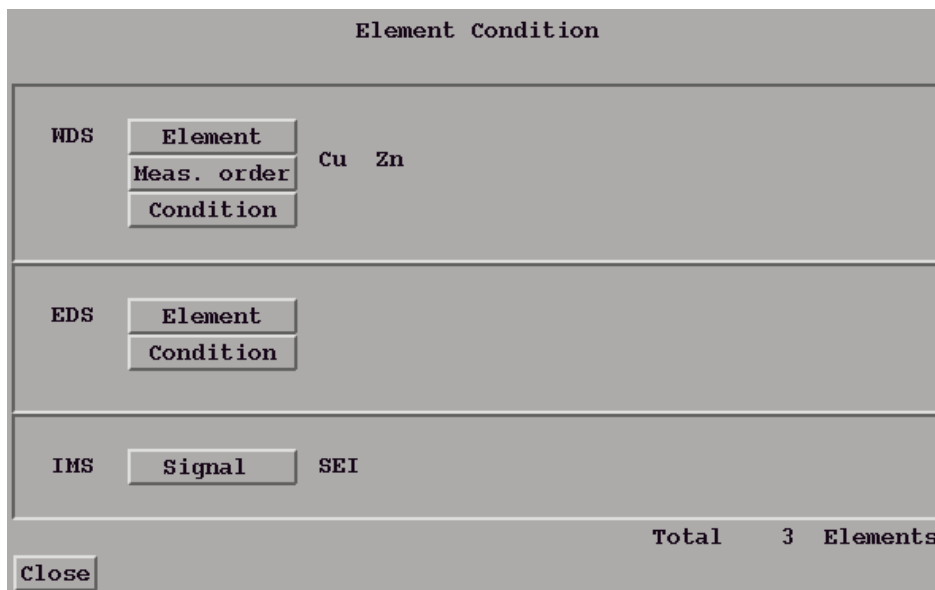 Element Condition
WDS Element
Cu Zn
Meas. order
Condition
EDS Element
Condition
IMS Signal SEI
Total 3 Elements
Close